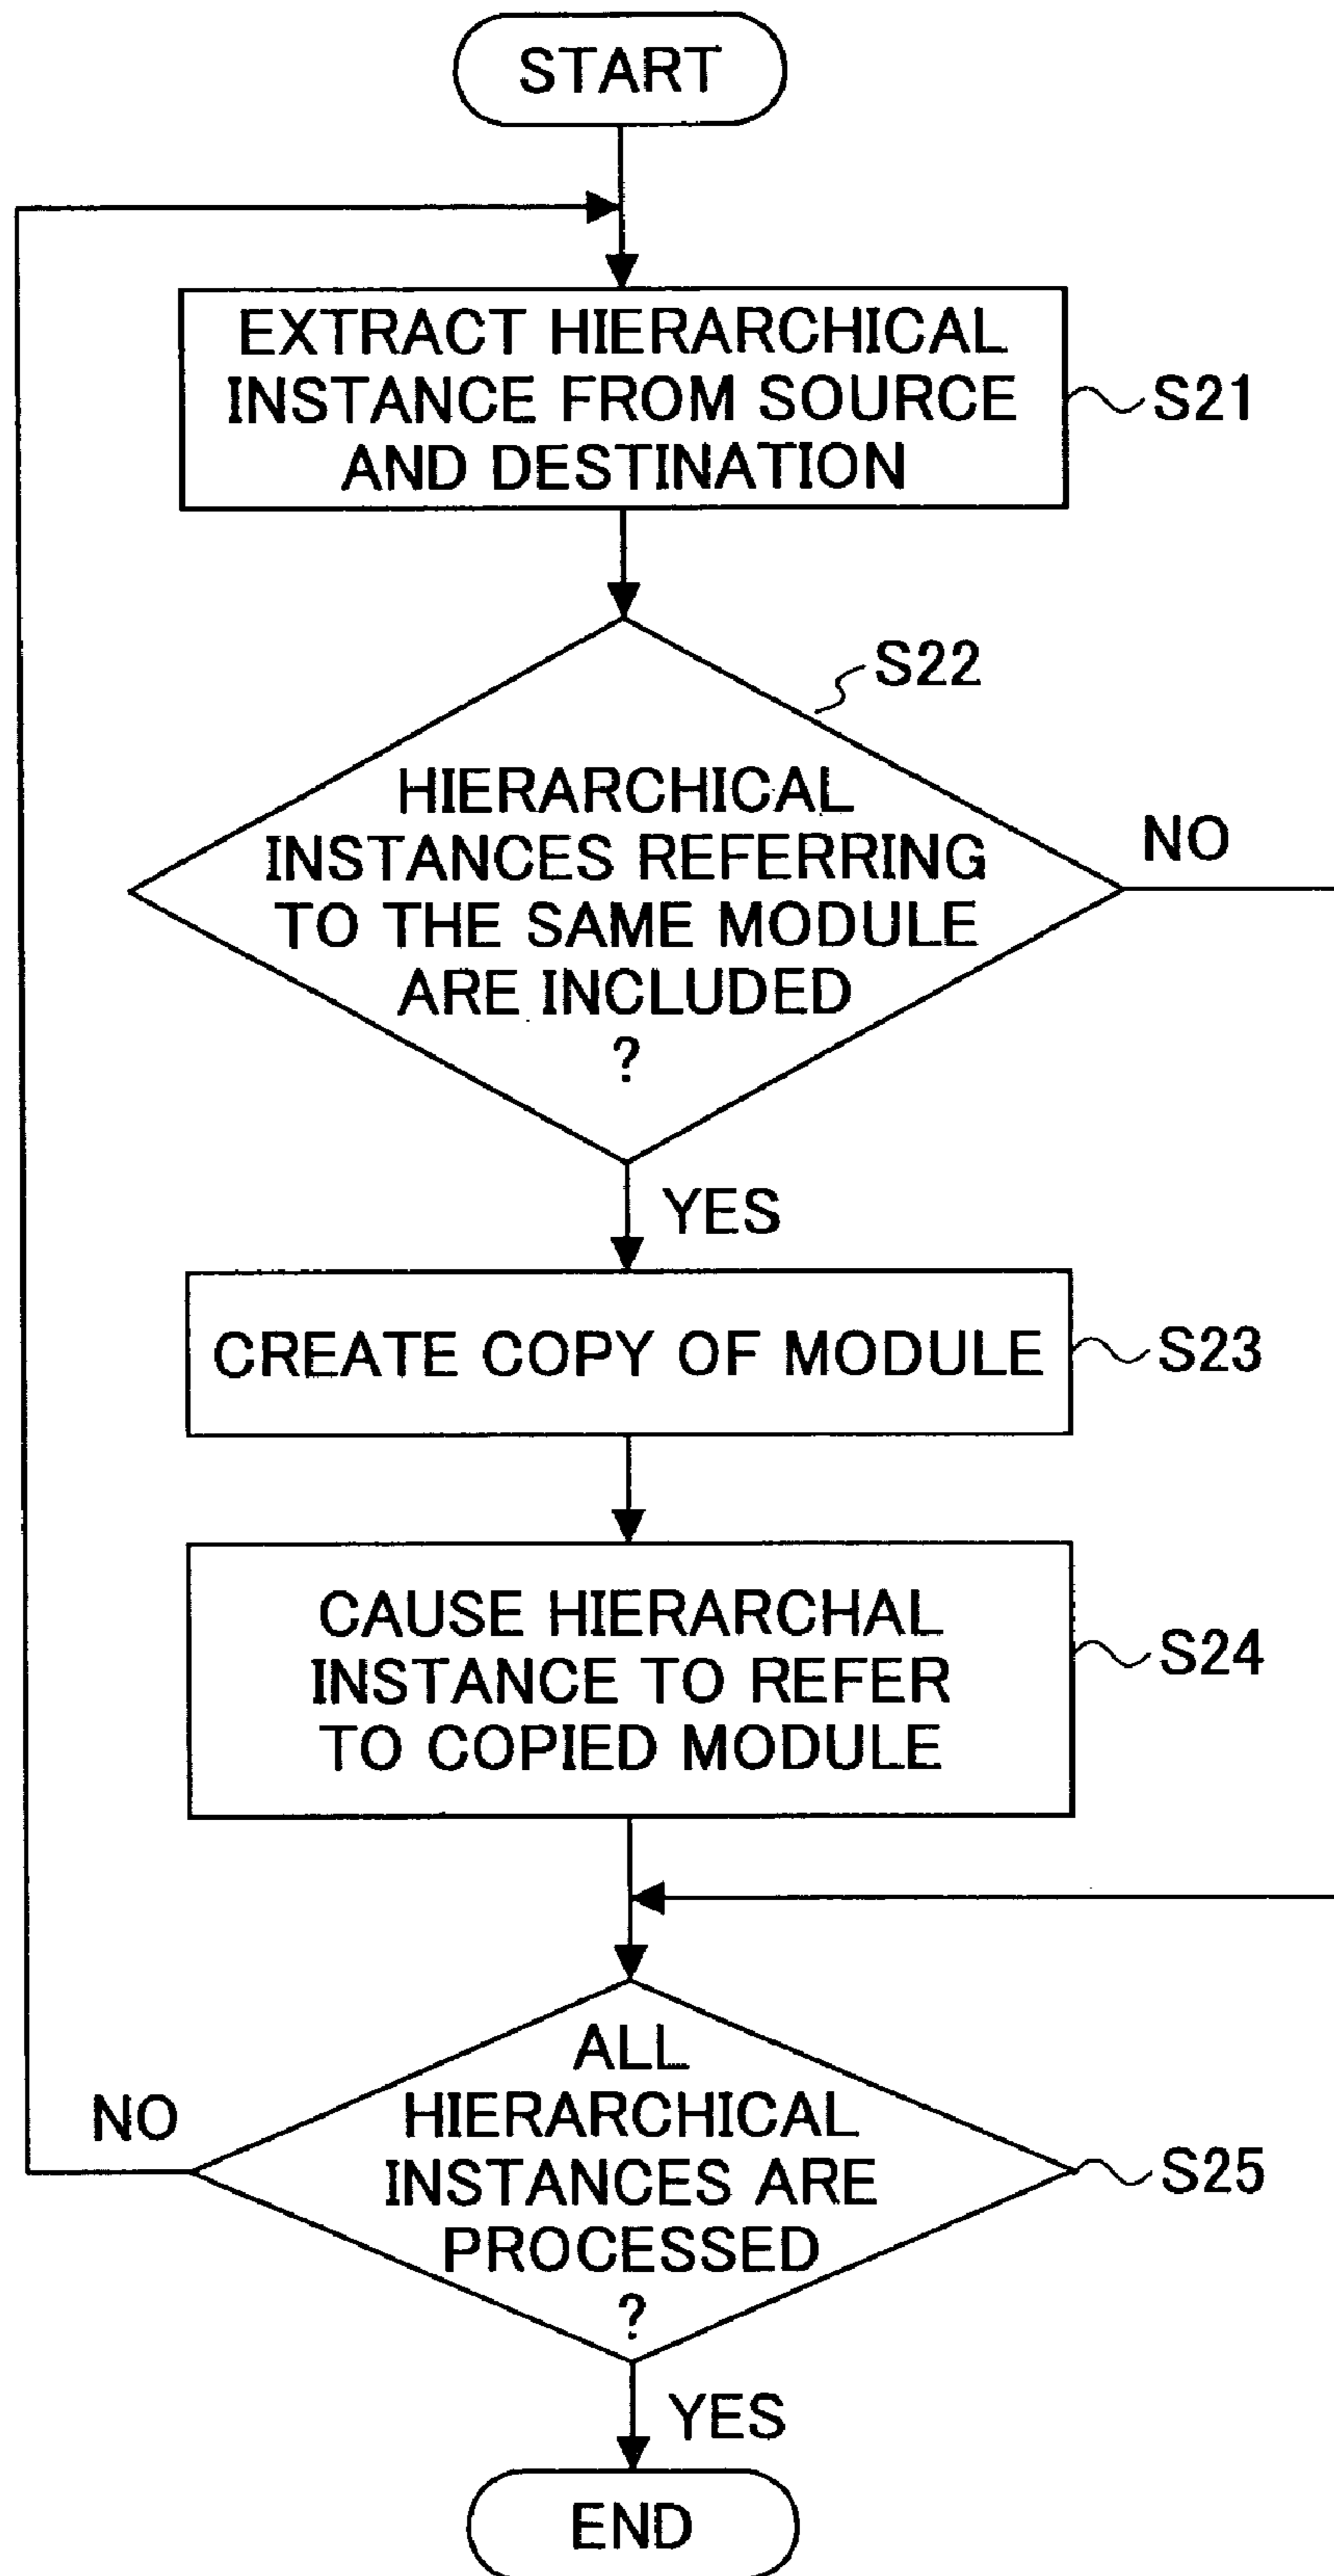 START
EXTRACT HIERARCHICAL
INSTANCE FROM SOURCE
AND DESTINATION
S21
S22
HIERARCHICAL
INSTANCES REFERRING
TO THE SAME MODULE
ARE INCLUDED
?
NO
YES
CREATE COPY OF MODULE
S23
CAUSE HIERARCHAL
INSTANCE TO REFER
TO COPIED MODULE
S24
ALL
HIERARCHICAL
INSTANCES ARE
PROCESSED
?
NO
S25
YES
END